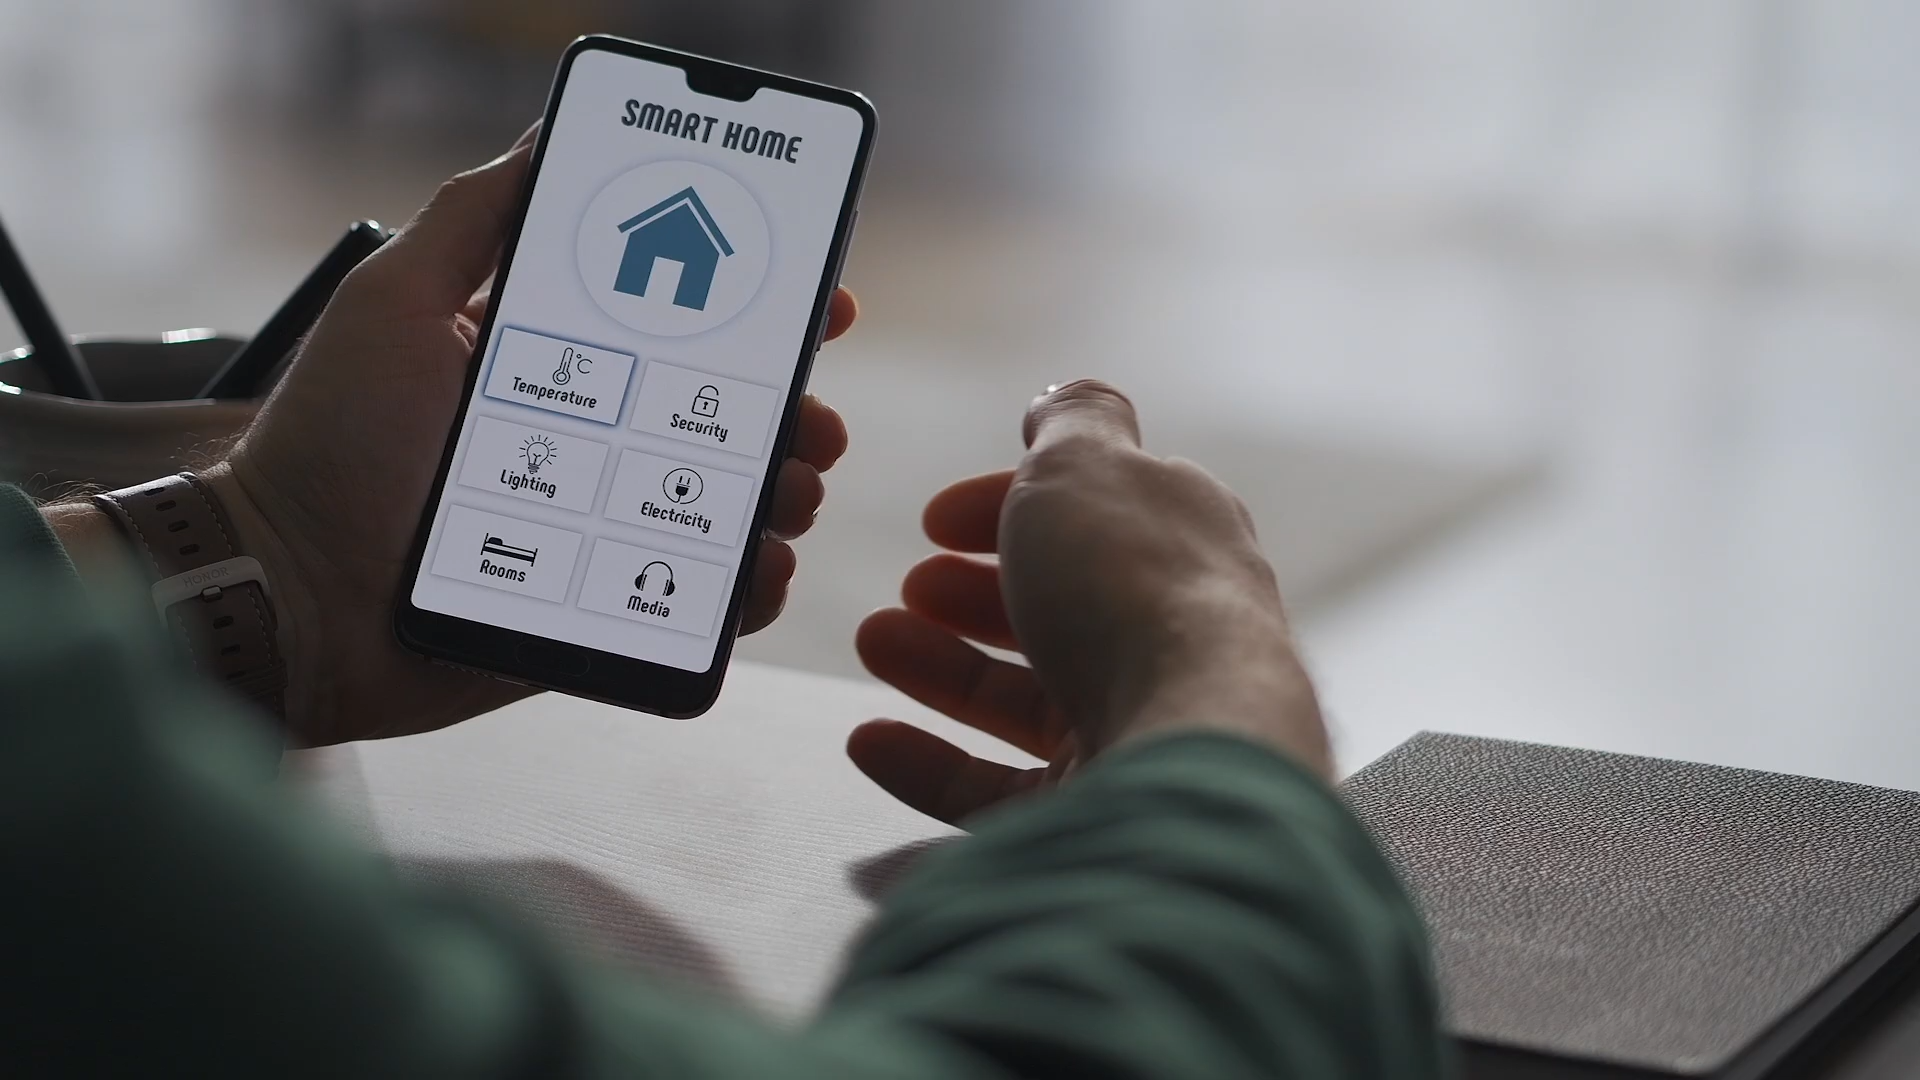 SMART HOME
°C
Temperature
Security
Lighting
Electricity
Rooms
Media
HONOR